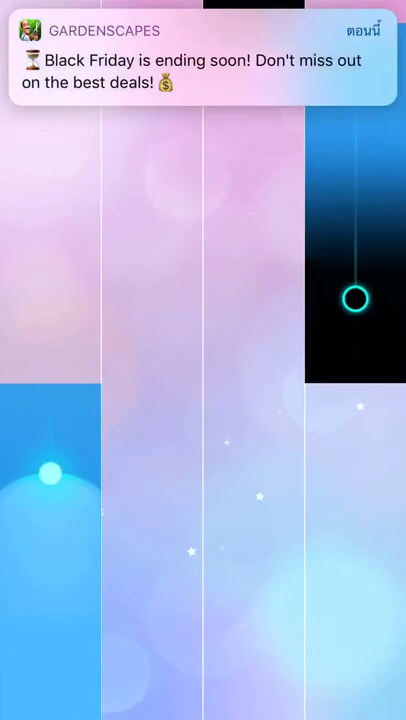 GARDENSCAPES
ตอนนี้
⏳Black Friday is ending soon! Don't miss out
on the best deals!💰